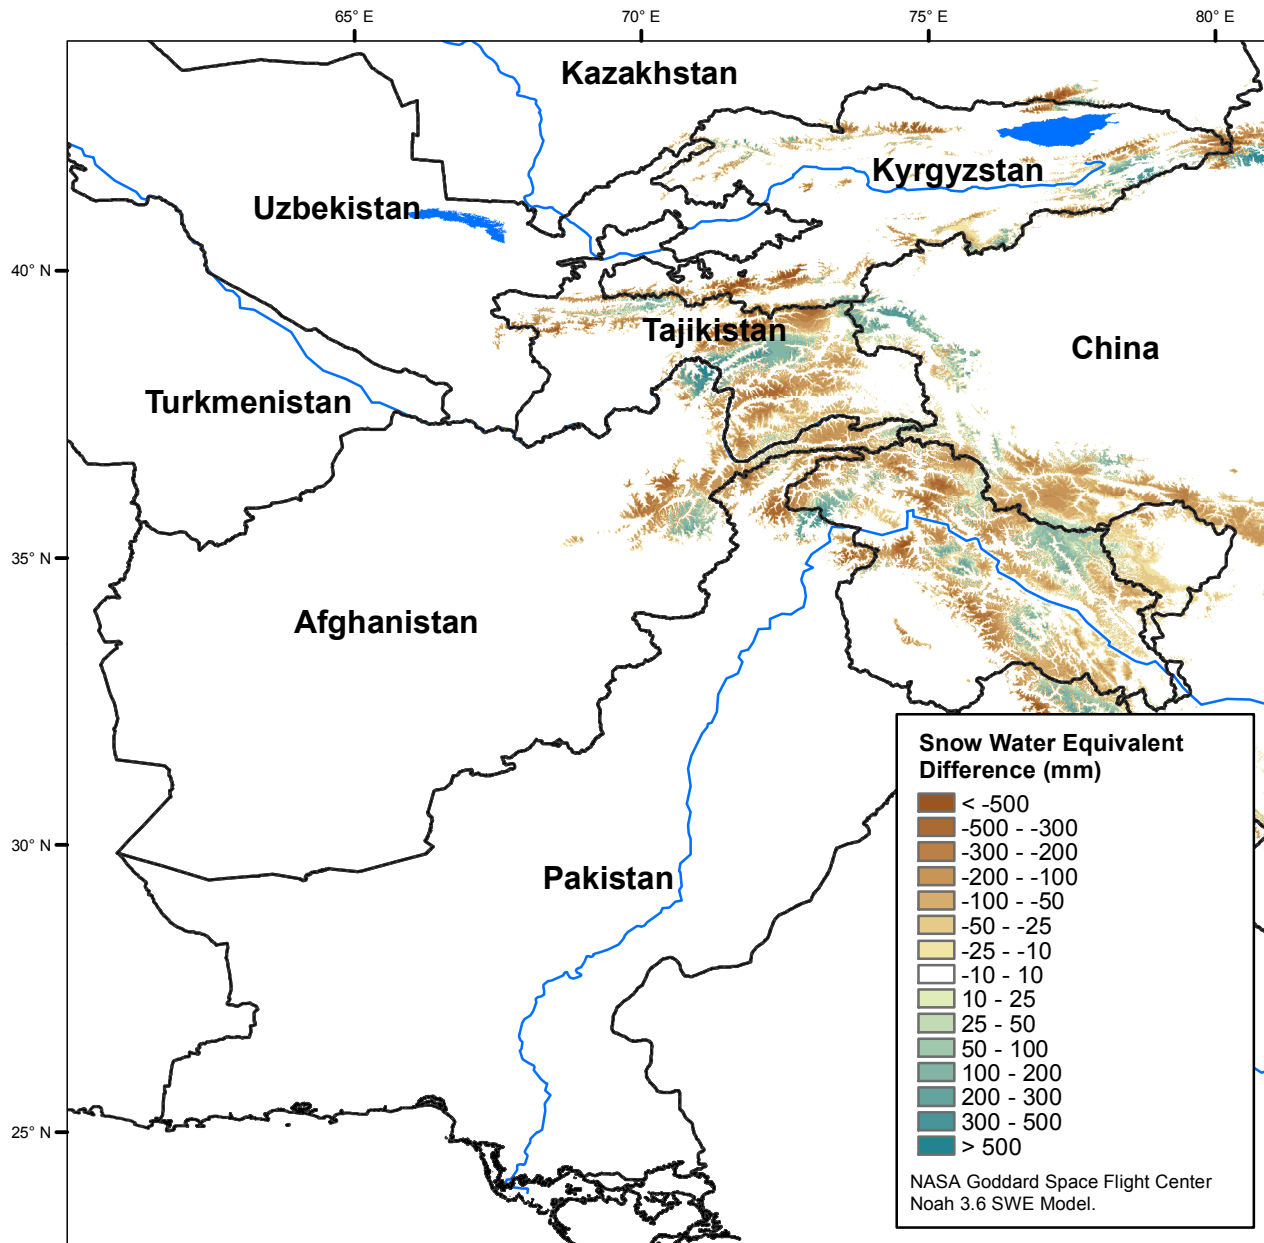 65° E
70° E
75° E
80° E
Kazakhstan
Kyrgyzstan
Uzbekistan
40° N
Tajikistan
China
Turkmenistan
35° N
Afghanistan
Snow Water Equivalent
Difference (mm)
< -500
-500 - -300
-300 - -200
-200 - -100
-100 - -50
-50 - -25
-25 - -10
-10 - 10
10 - 25
25 - 50
50 - 100
100 - 200
200 - 300
300 - 500
> 500
30° N
Pakistan
25° N
NASA Goddard Space Flight Center
Noah 3.6 SWE Model.